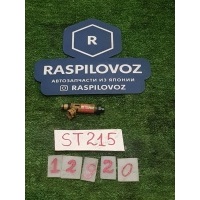 R
RASPILOVOZ
АВТОЗАПЧАСТИ ИЗ ЯПОНИИ
RASPILOVOZ
ST215
12920